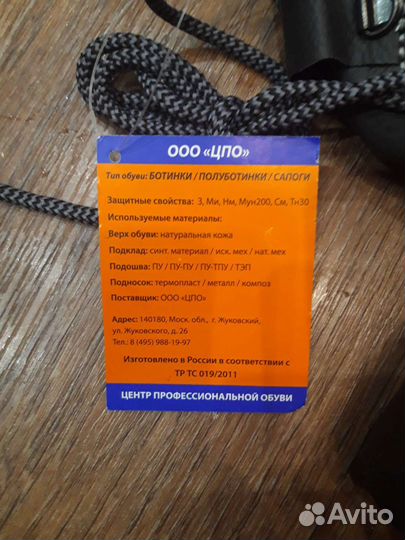 ООО «ЦПО»
Тип обуви: БОТИНКИ / ПОЛУБОТИНКИ / САПОГИ
Защитные свойства: З, Ми, Нм, Мун200, См, Тн30
Используемые материалы:
Верх обуви: натуральная кожа
Подклад: синт. материал / иск. мех / нат. мех
Подошва: ПУ / ПУ-ПУ / ПУ-ТПУ / ТЭП
Подносок: термопласт / металл / композ
Поставщик: ООО «ЦПО»
Адрес: 140180, Моск. обл., г. Жуковский,
ул. Жуковского, д. 26
Тел.: 8 (495) 988-19-97
Изготовлено в России в соответствии с
ТР ТС 019/2011
ЦЕНТР ПРОФЕССИОНАЛЬНОЙ ОБУВИ
Avito